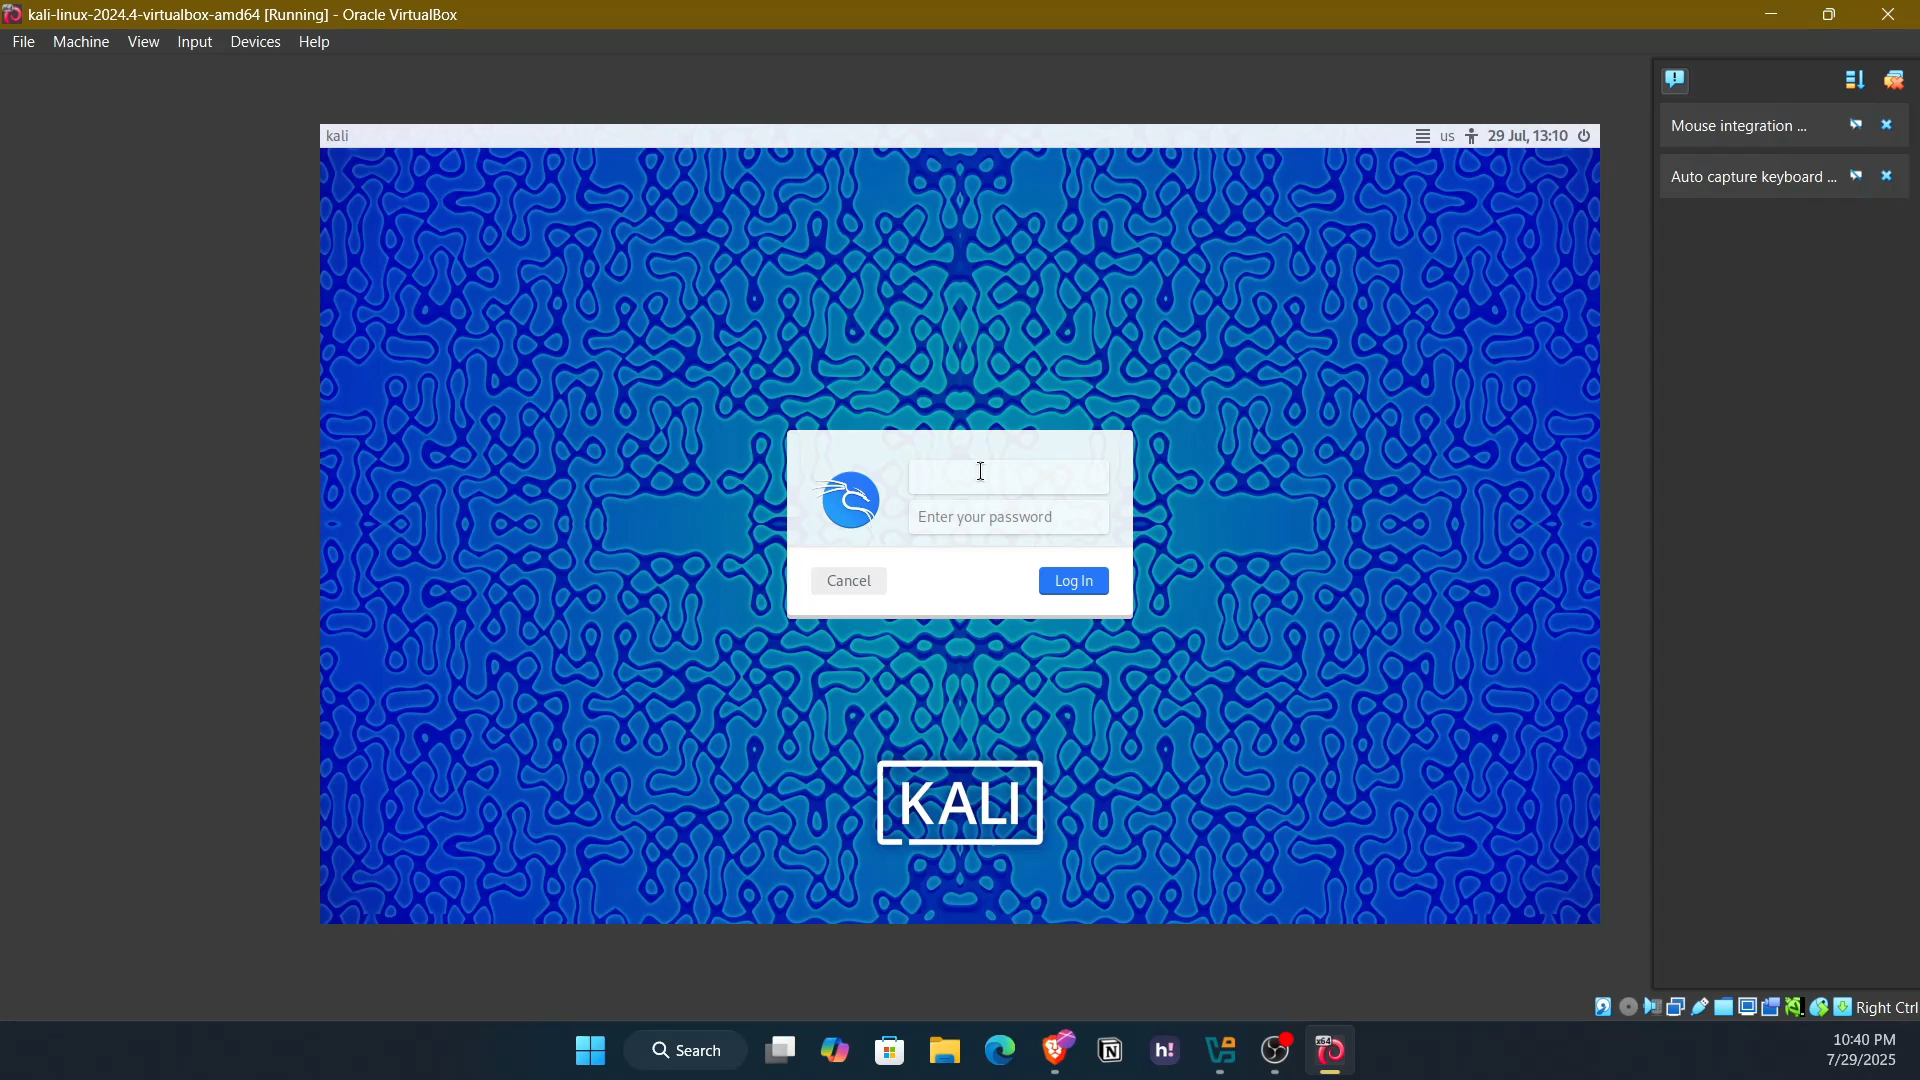 kali-linux-2024.4-virtualbox-amd64 [Running] - Oracle VirtualBox
File Machine View Input Devices Help
Mouse integration ...
Auto capture keyboard ...
kali us 29 Jul, 13:10
Enter your password
Cancel Log In
KALI
Right Ctrl
Search h! x64
10:40 PM
7/29/2025